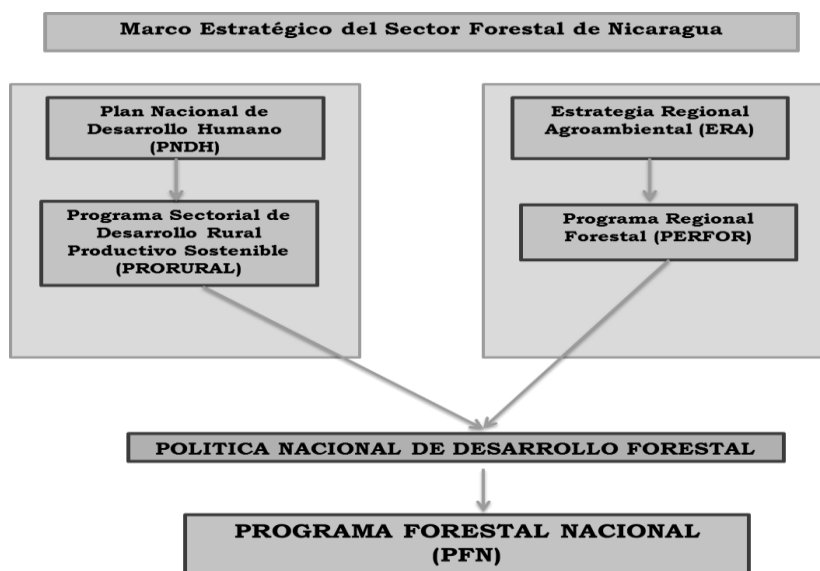 Marco Estratégico del Sector Forestal de Nicaragua
Plan Nacional de
Desarrollo Humano
(PNDH)
Programa Sectorial de
Desarrollo Rural
Productivo Sostenible
(PRORURAL)
Estrategia Regional
Agroambiental (ERA)
Programa Regional
Forestal (PERFOR)
POLITICA NACIONAL DE DESARROLLO FORESTAL
PROGRAMA FORESTAL NACIONAL
(PFN)